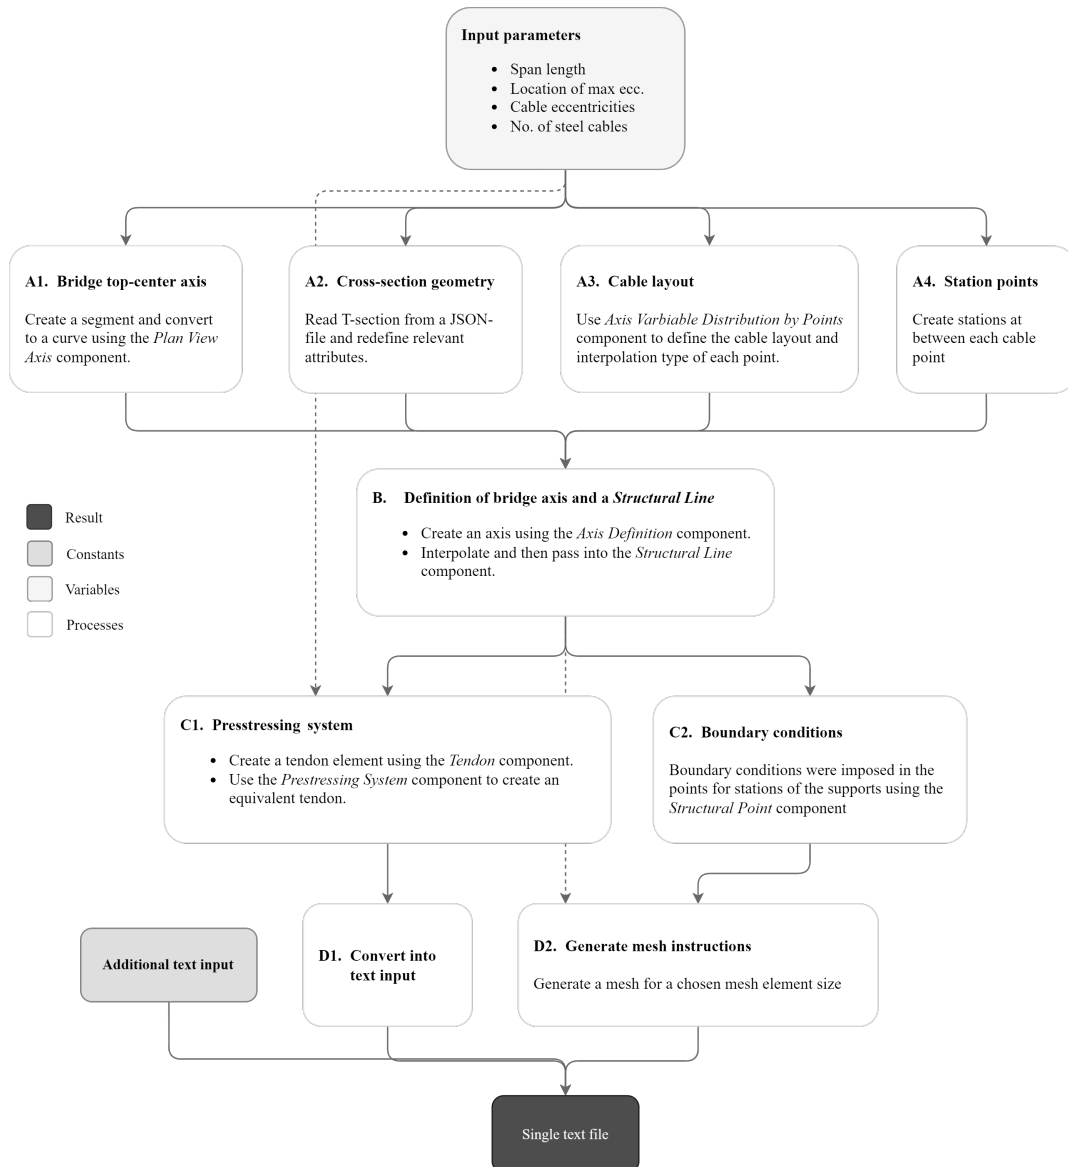 Input parameters
• Span length
• Location of max ecc.
• Cable eccentricities
• No. of steel cables
A1. Bridge top-center axis
Create a segment and convert
to a curve using the Plan View
Axis component.
A2. Cross-section geometry
Read T-section from a JSON-
file and redefine relevant
attributes.
A3. Cable layout
Use Axis Varbiable Distribution by Points
component to define the cable layout and
interpolation type of each point.
A4. Station points
Create stations at
between each cable
point
B. Definition of bridge axis and a Structural Line
• Create an axis using the Axis Definition component.
• Interpolate and then pass into the Structural Line
component.
Result
Constants
Variables
Processes
C1. Presstressing system
• Create a tendon element using the Tendon component.
• Use the Prestressing System component to create an
equivalent tendon.
C2. Boundary conditions
Boundary conditions were imposed in the
points for stations of the supports using the
Structural Point component
Additional text input
D1. Convert into
text input
D2. Generate mesh instructions
Generate a mesh for a chosen mesh element size
Single text file